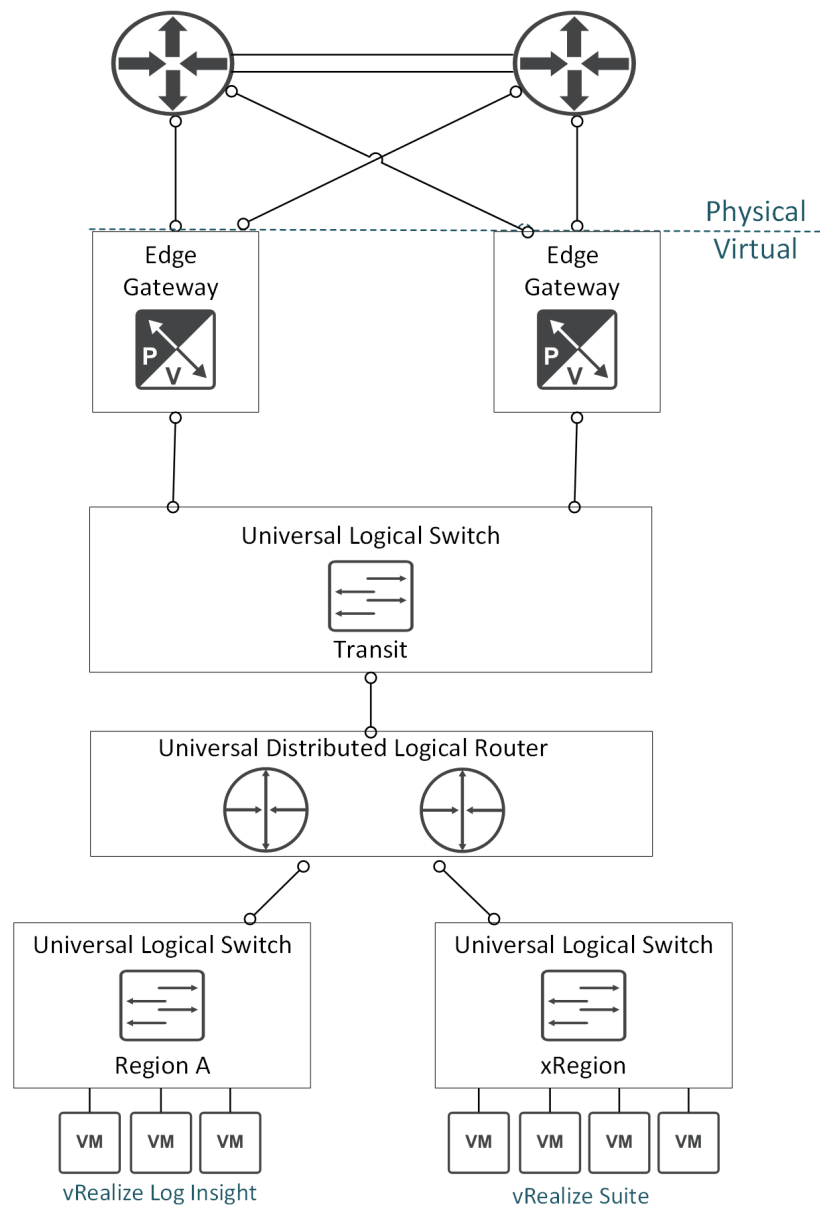 Physical
Virtual
Edge
Gateway
P
V
Edge
Gateway
P
V
Universal Logical Switch
Transit
Universal Distributed Logical Router
Universal Logical Switch
Region A
VM
VM
VM
vRealize Log Insight
Universal Logical Switch
xRegion
VM
VM
VM
VM
vRealize Suite